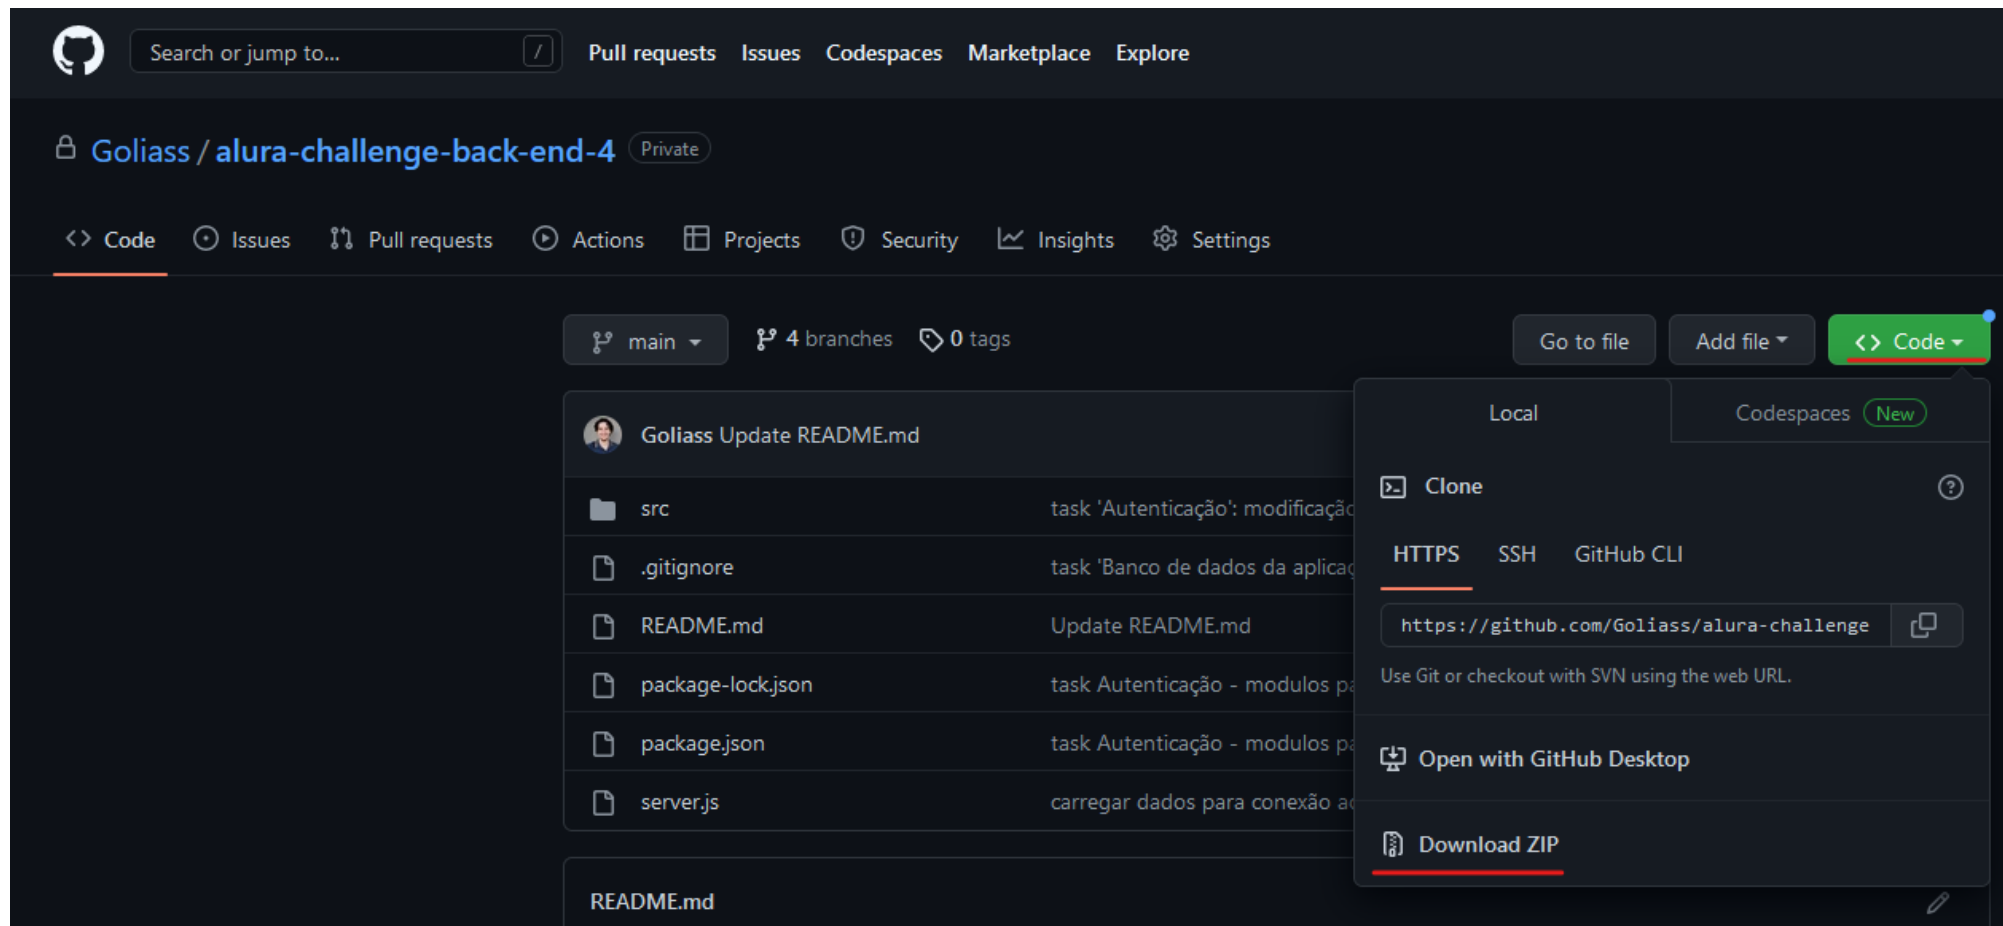 Search or jump to... / Pull requests Issues Codespaces Marketplace Explore
Goliass / alura-challenge-back-end-4 Private
Code Issues Pull requests Actions Projects Security Insights Settings
main 4 branches 0 tags Go to file Add file Code
Local Codespaces New
Goliass Update README.md
Clone
src task 'Autenticação': modificação
HTTPS SSH GitHub CLI
.gitignore task 'Banco de dados da aplicaç
README.md Update README.md
https://github.com/Goliass/alura-challenge
Use Git or checkout with SVN using the web URL.
package-lock.json task Autenticação - modulos pa
package.json task Autenticação - modulos pa
Open with GitHub Desktop
server.js carregar dados para conexão ao
Download ZIP
README.md